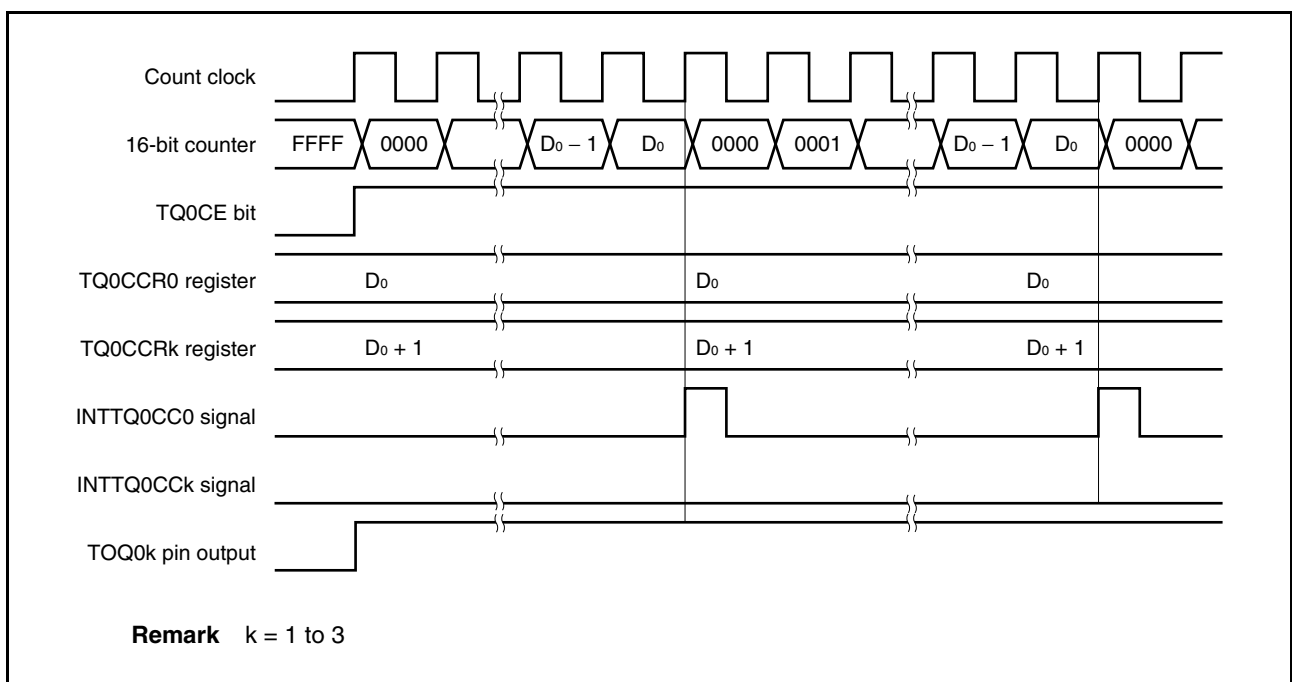 Count clock
16-bit counter FFFF 0000 D0 − 1 D0 0000 0001 D0 − 1 D0 0000
TQ0CE bit
TQ0CCR0 register D0 D0 D0
TQ0CCRk register D0 + 1 D0 + 1 D0 + 1
INTTQ0CC0 signal
INTTQ0CCk signal
TOQ0k pin output
Remark k = 1 to 3